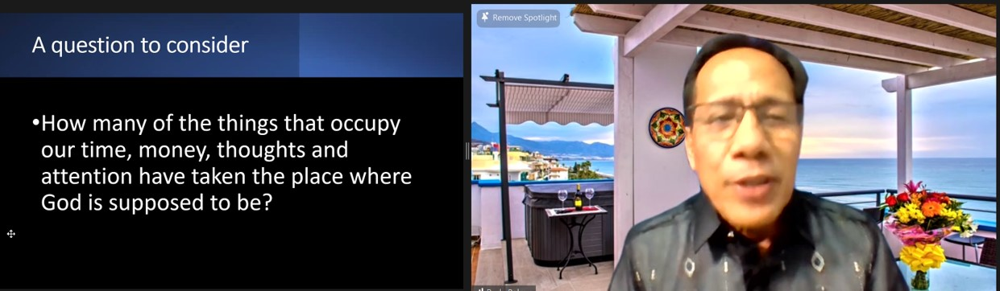 A question to consider
•How many of the things that occupy
our time, money, thoughts and
attention have taken the place where
God is supposed to be?
Remove Spotlight